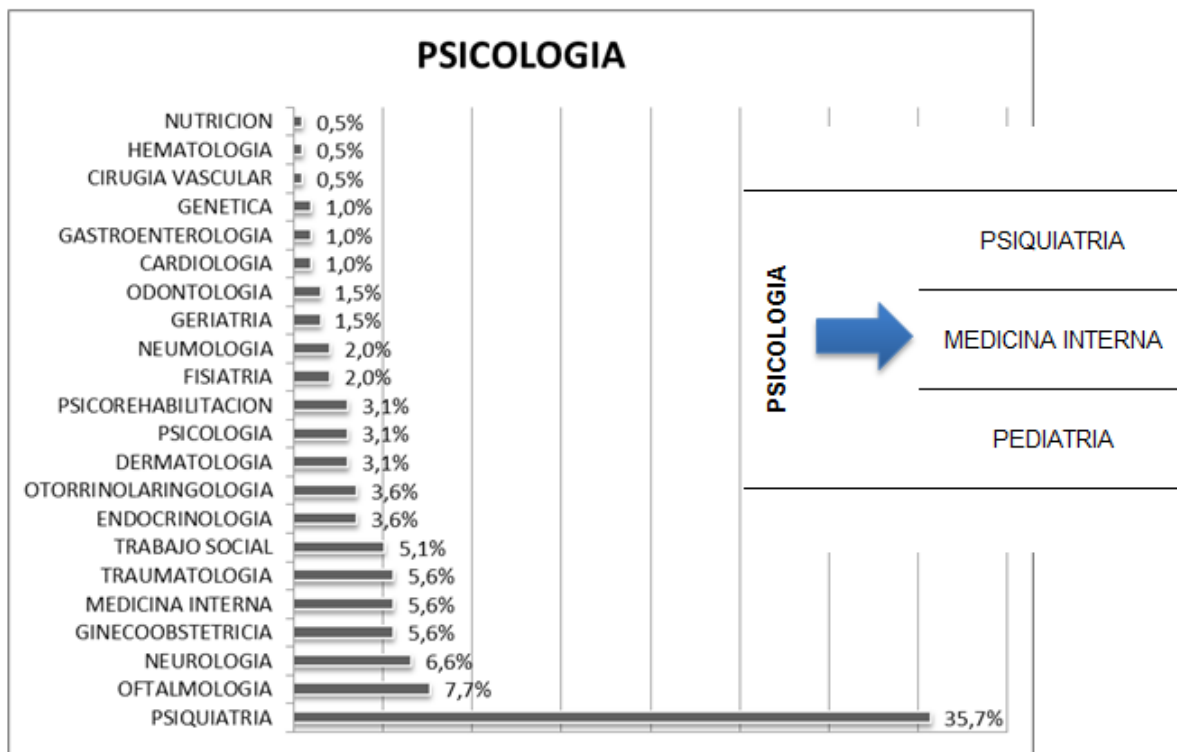 PSICOLOGIA
NUTRICION 0,5%
HEMATOLOGIA 0,5%
CIRUGIA VASCULAR 0,5%
GENETICA 1,0%
GASTROENTEROLOGIA 1,0%
CARDIOLOGIA 1,0%
ODONTOLOGIA 1,5%
GERIATRIA 1,5%
NEUMOLOGIA 2,0%
FISIATRIA 2,0%
PSICOREHABILITACION 3,1%
PSICOLOGIA 3,1%
DERMATOLOGIA 3,1%
OTORRINOLARINGOLOGIA 3,6%
ENDOCRINOLOGIA 3,6%
TRABAJO SOCIAL 5,1%
TRAUMATOLOGIA 5,6%
MEDICINA INTERNA 5,6%
GINECOOBSTETRICIA 5,6%
NEUROLOGIA 6,6%
OFTALMOLOGIA 7,7%
PSIQUIATRIA 35,7%
PSICOLOGIA
PSIQUIATRIA
MEDICINA INTERNA
PEDIATRIA